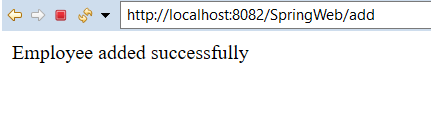 http://localhost:8082/SpringWeb/add
Employee added successfully